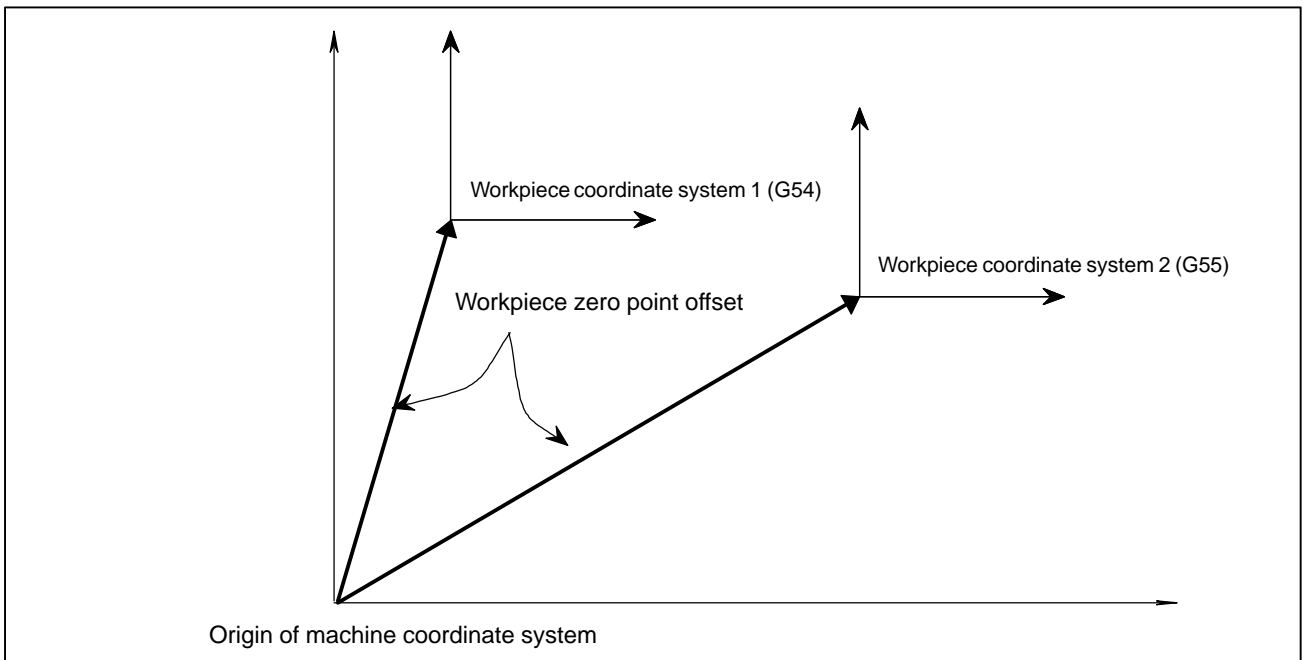 Workpiece coordinate system 1 (G54)
Workpiece coordinate system 2 (G55)
Workpiece zero point offset
Origin of machine coordinate system